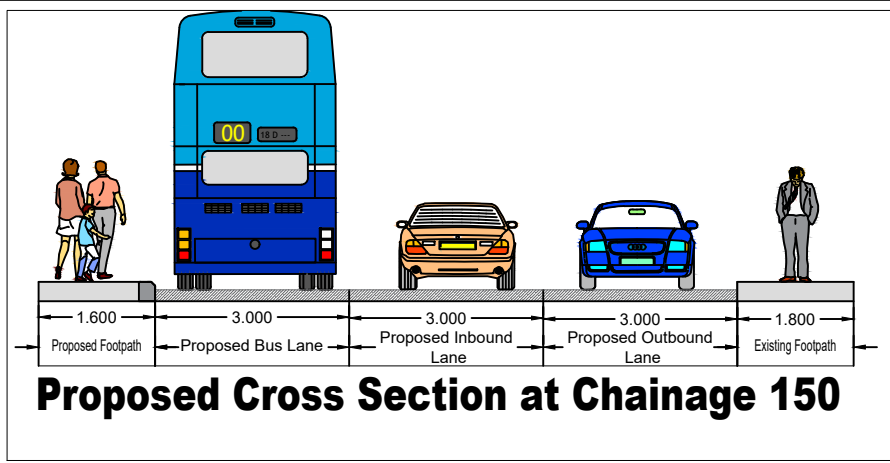 00
18 D ---
1.600
3.000
3.000
3.000
1.800
Proposed Footpath
Proposed Bus Lane
Proposed Inbound
Lane
Proposed Outbound
Lane
Existing Footpath
Proposed Cross Section at Chainage 150